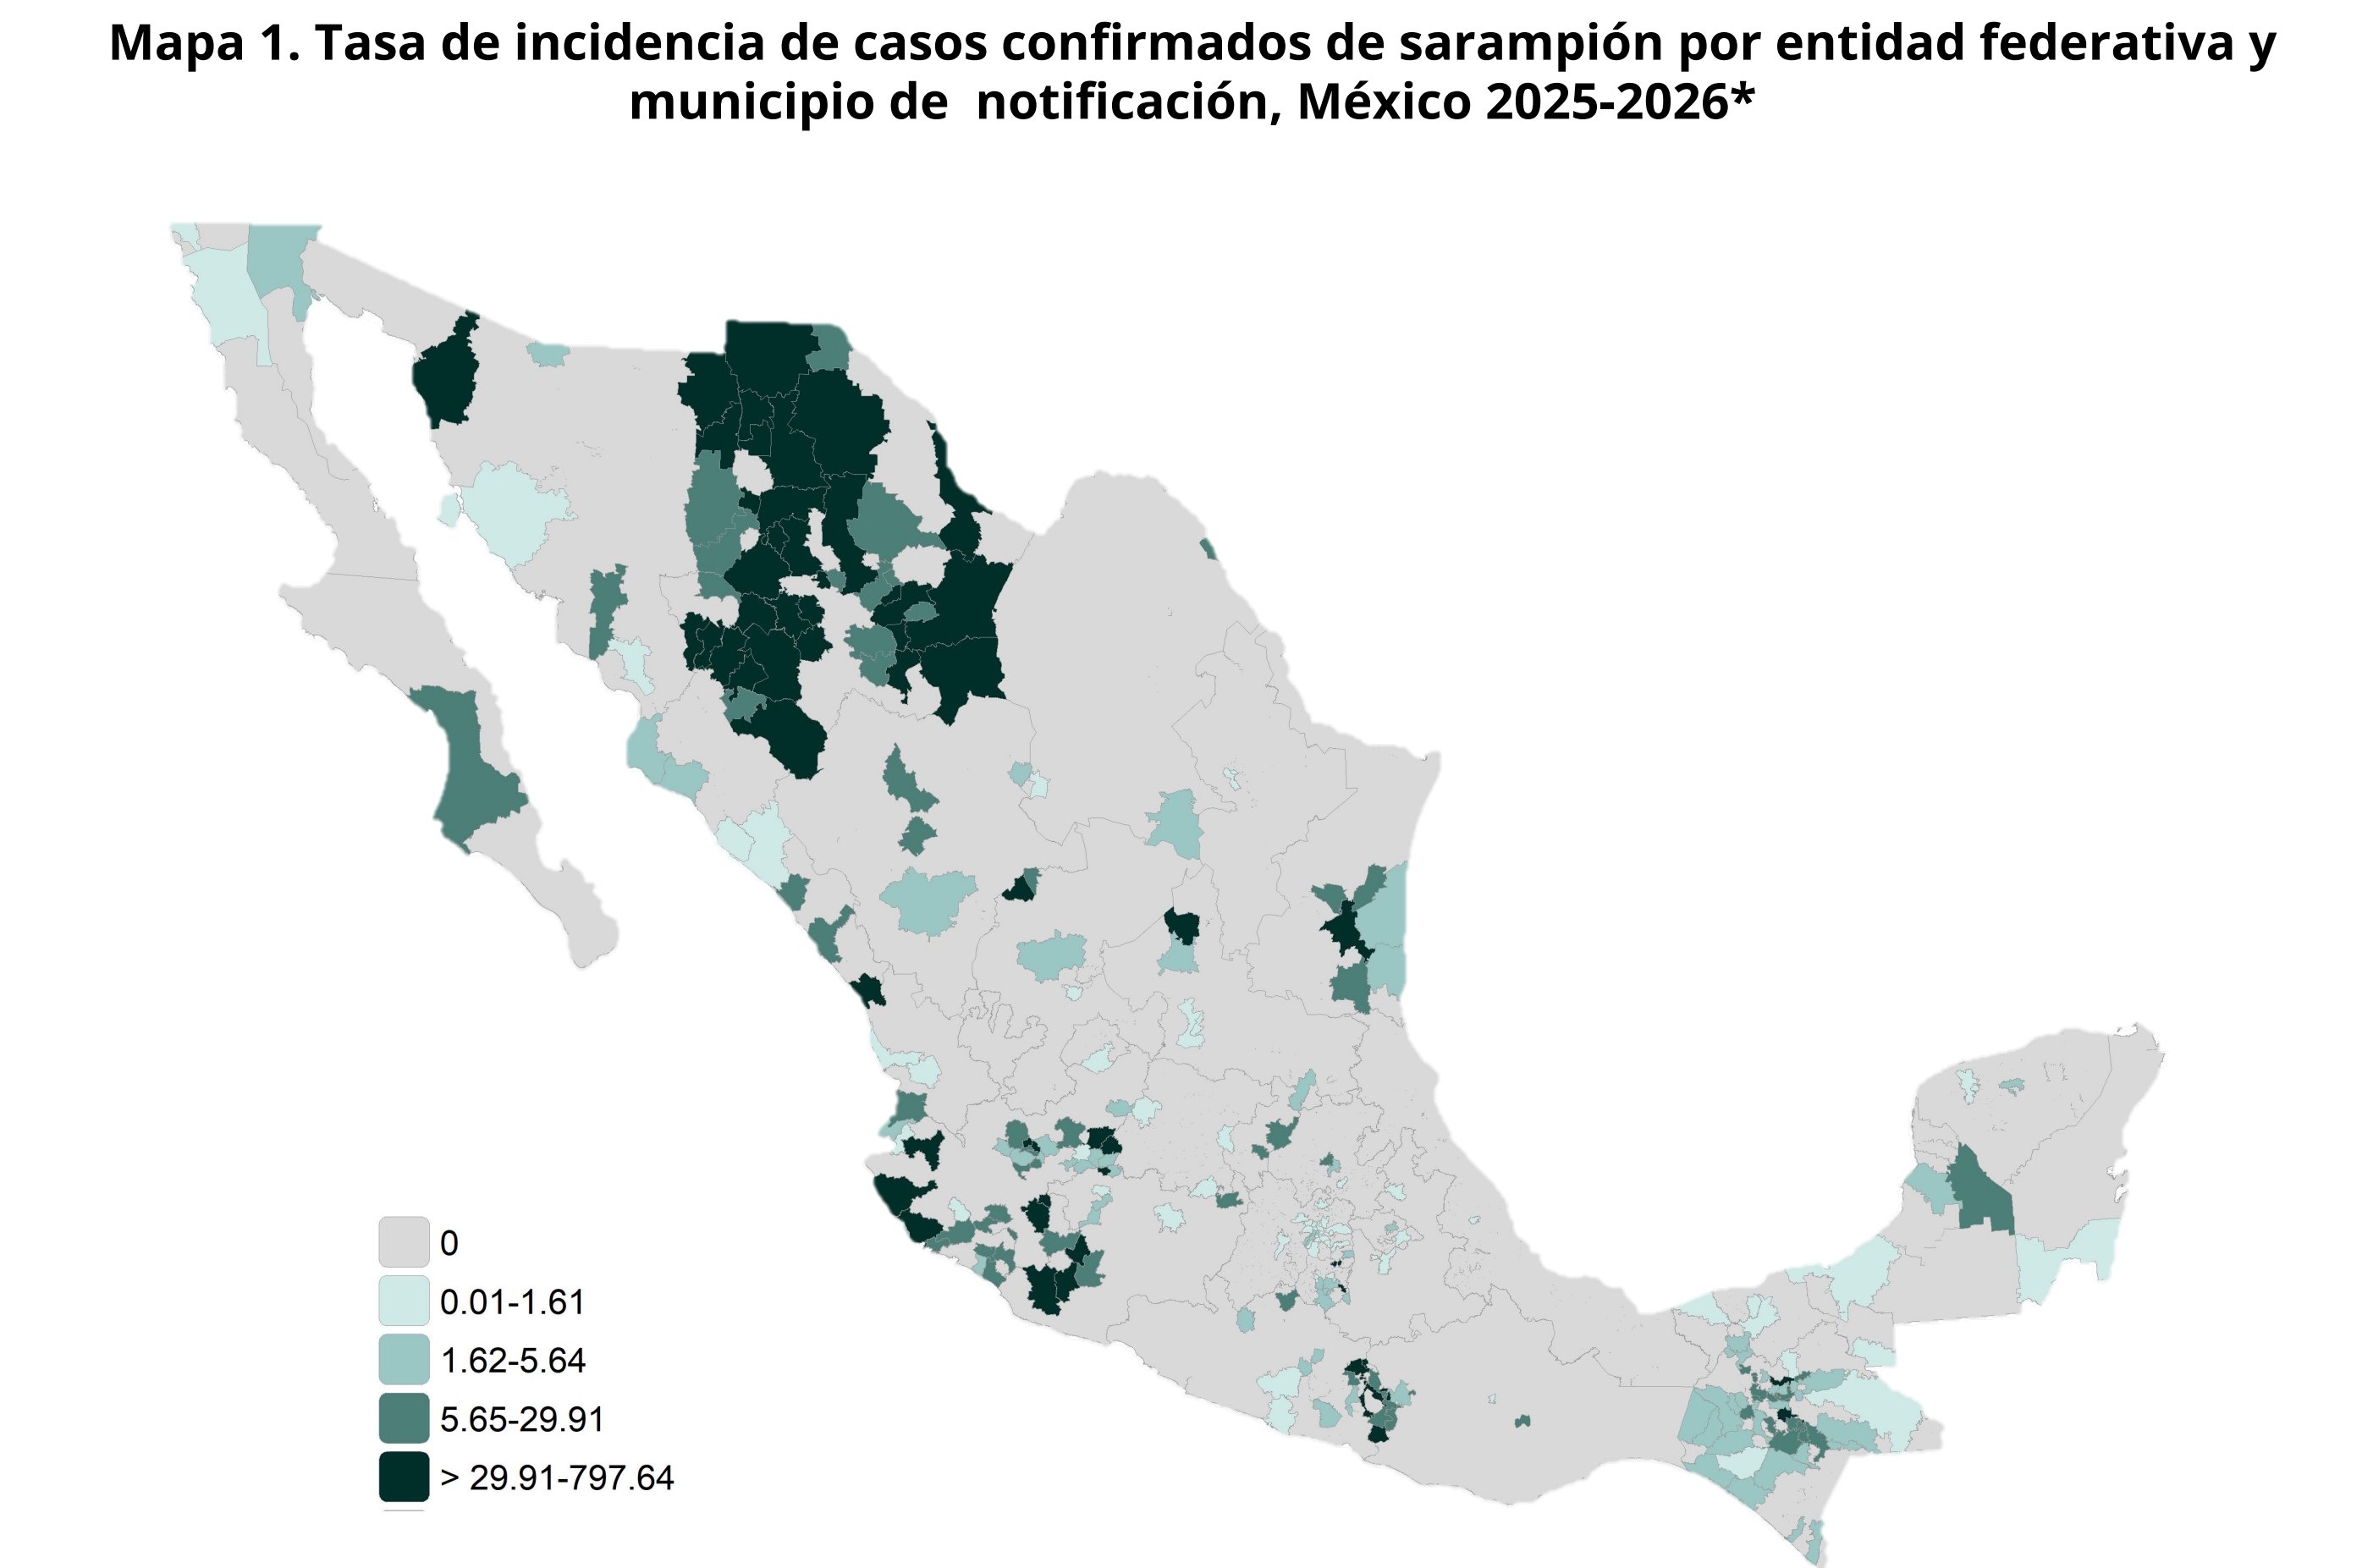 Mapa 1. Tasa de incidencia de casos confirmados de sarampión por entidad federativa y
municipio de notificación, México 2025-2026*
0
0.01-1.61
1.62-5.64
5.65-29.91
> 29.91-797.64